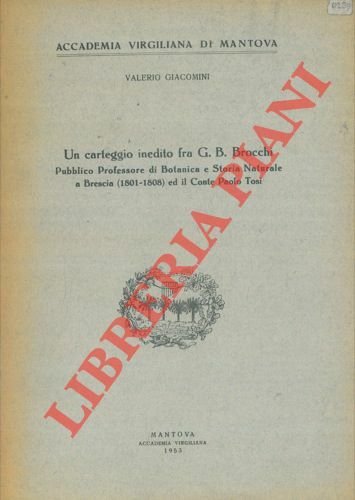 ACCADEMIA VIRGILIANA DI MANTOVA
VALERIO GIACOMINI
Un carteggio inedito fra G. B. Brocchi
Pubblico Professore di Botanica e Storia Naturale
a Brescia (1801-1808) ed il Conte Paolo Tosi
MANTOVA
ACCADEMIA VIRGILIANA
1953
LIBRERIA PIANI